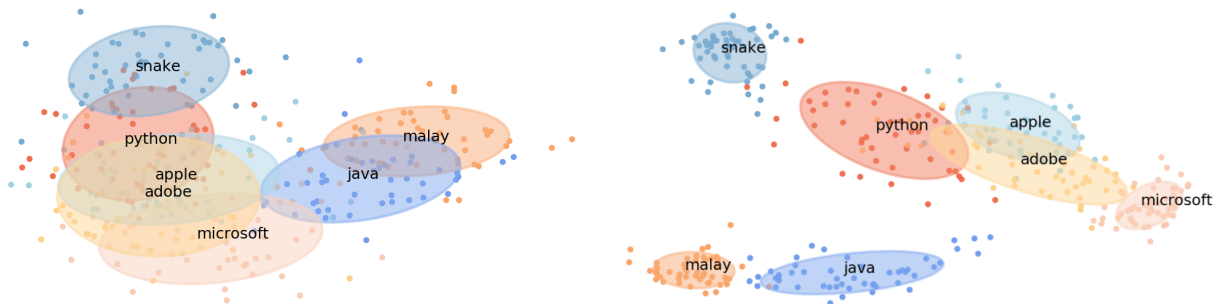 snake
python
malay
apple
java
adobe
microsoft
snake
python
apple
adobe
microsoft
malay
java